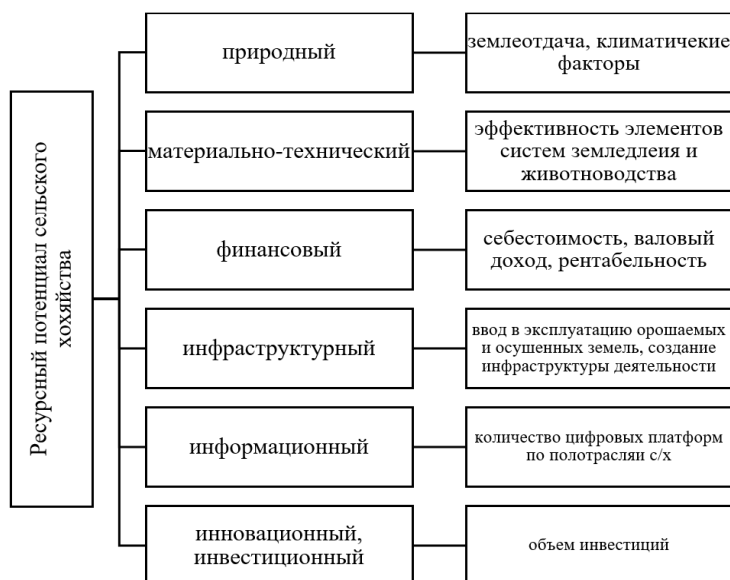 Ресурсный потенциал сельского
хохяйства
природный
землеотдача, климатичекие
факторы
материально-технический
эффективность элементов
систем земледлеия и
животноводства
финансовый
себестоимость, валовый
доход, рентабельность
инфраструктурный
ввод в эксплуатацию орошаемых
и осушенных земель, создание
инфраструктуры деятельности
информационный
количество цифровых платформ
по полотрасляи с/х
инновационный,
инвестиционный
объем инвестиций